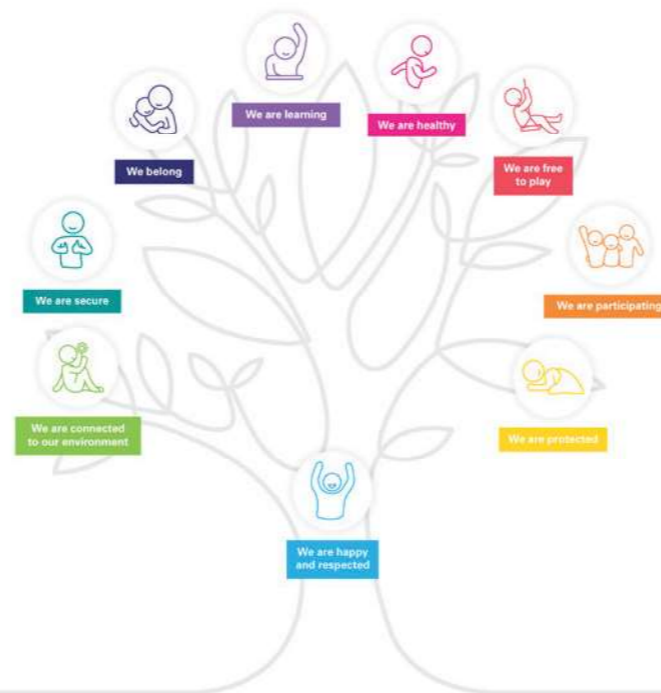 We are learning
We are healthy
We belong
We are free
to play
We are secure
We are participating
We are connected
to our environment
We are protected
We are happy
and respected